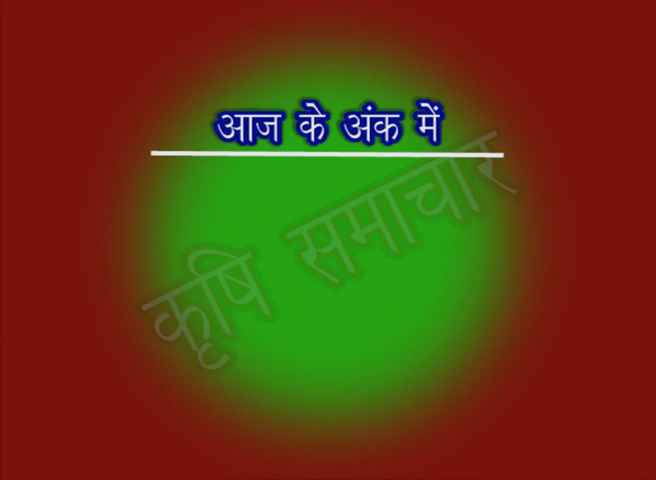 आज के अंक में
कृषि समाचार